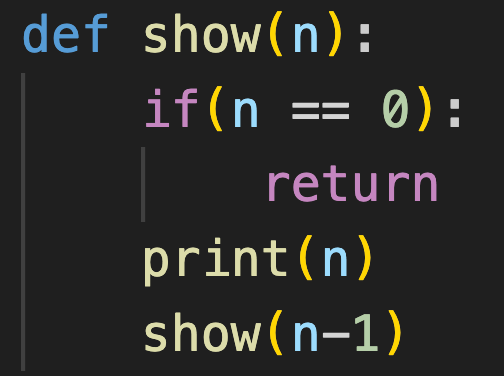 def show(n):
    if(n == 0):
        return
    print(n)
    show(n-1)